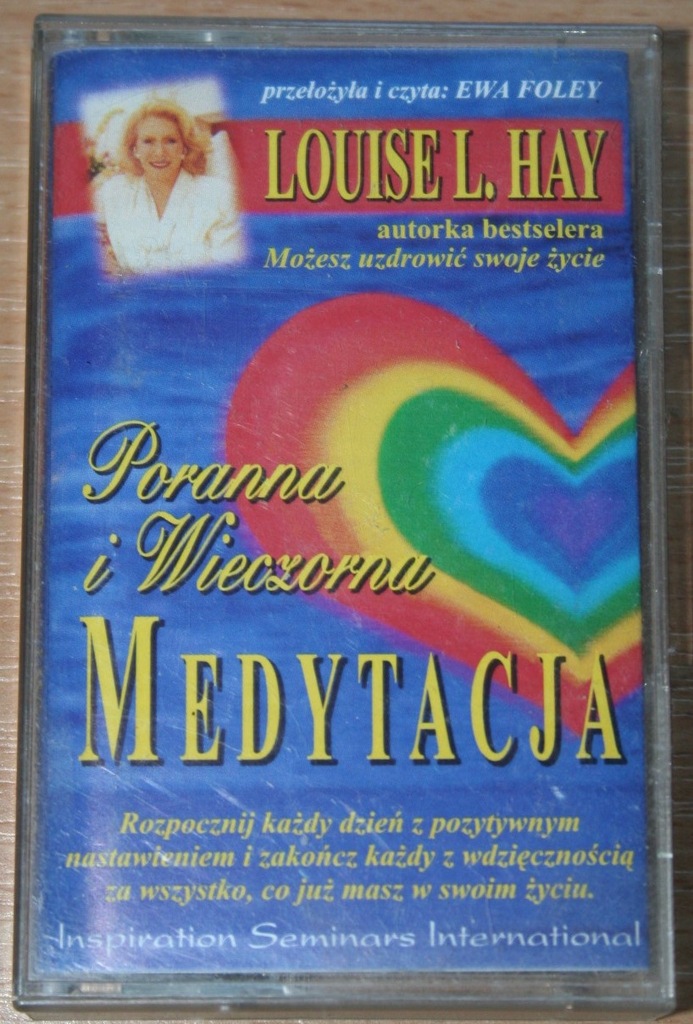 przełożyła i czyta: EWA FOLEY
LOUISE L. HAY
autorka bestselera
Możesz uzdrowić swoje życie
Poranna
i Wieczorna
MEDYTACJA
Rozpocznij każdy dzień z pozytywnym
nastawieniem i zakończ każdy z wdzięcznością
za wszystko, co już masz w swoim życiu.
Inspiration Seminars International